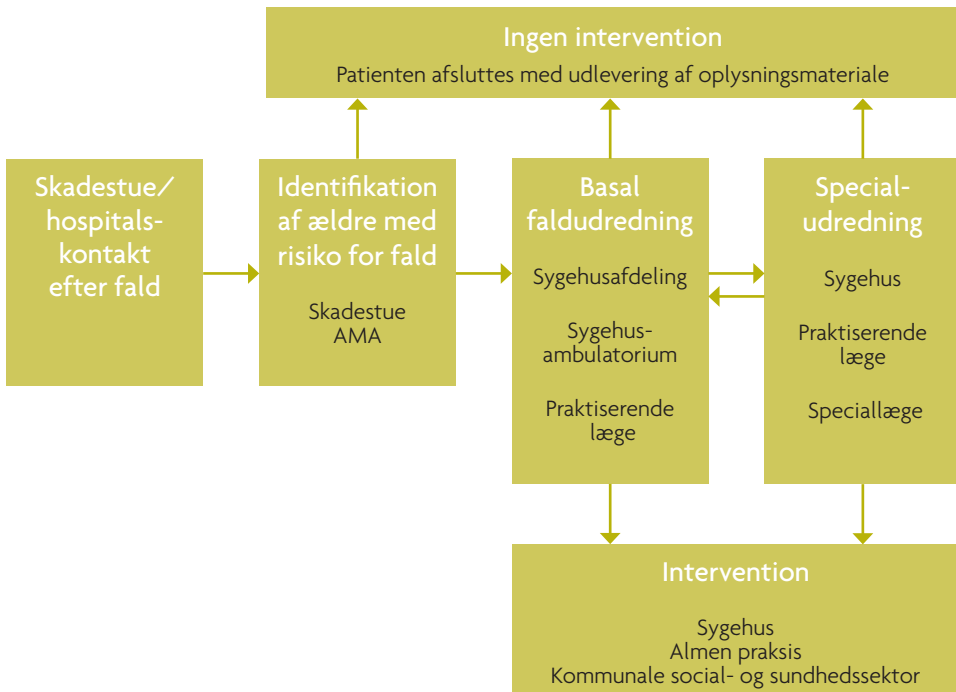 Ingen intervention
Patienten afsluttes med udlevering af oplysningsmateriale
Skadestue/
hospitals-
kontakt
efter fald
Identifikation
af ældre med
risiko for fald
Skadestue
AMA
Basal
faldudredning
Sygehusafdeling
Sygehus-
ambulatorium
Praktiserende
læge
Special-
udredning
Sygehus
Praktiserende
læge
Speciallæge
Intervention
Sygehus
Almen praksis
Kommunale social- og sundhedssektor